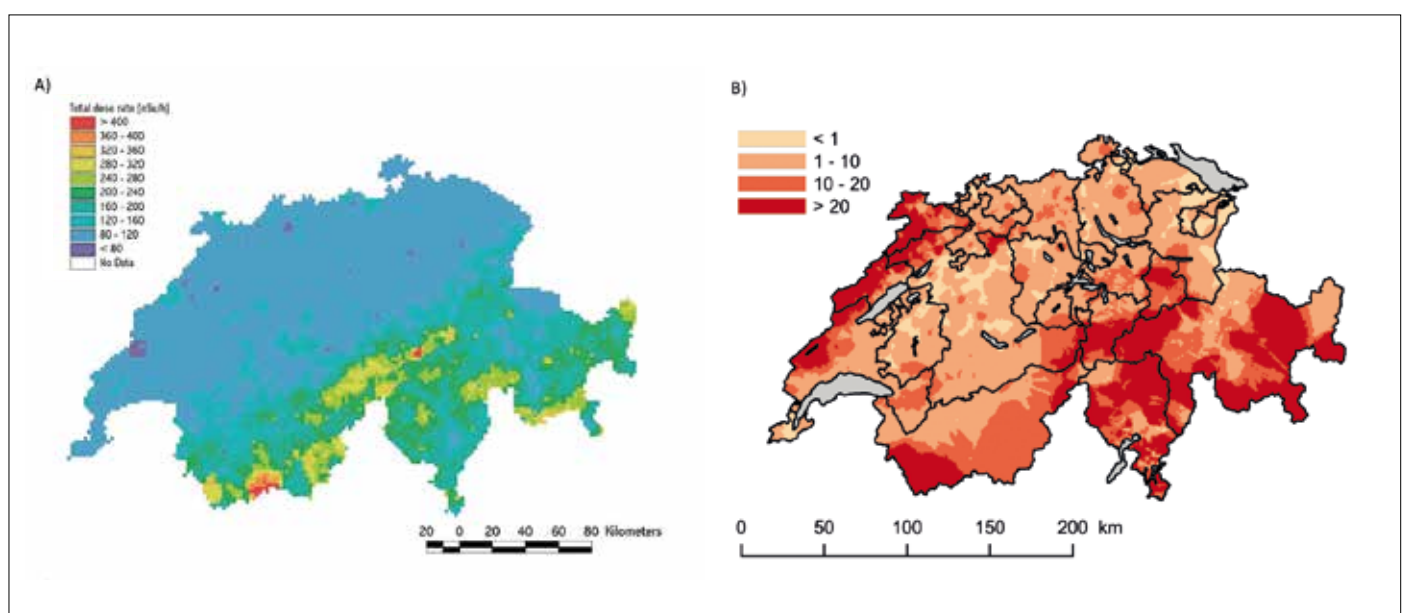 A)
Total dose rate [nSv/h]
> 400
360 - 400
320 - 360
280 - 320
240 - 280
200 - 240
160 - 200
120 - 160
80 - 120
< 80
No Data
20 0 20 40 60 80 Kilometers
B)
< 1
1 - 10
10 - 20
> 20
0 50 100 150 200 km